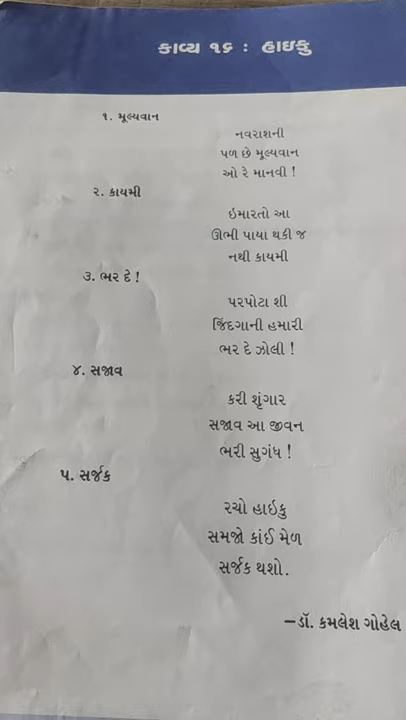 કાવ્ય ૧૬ : હાઇકુ
૧. મૂલ્યવાન
નવરાશની
પળ છે મૂલ્યવાન
ઓ રે માનવી !
૨. કાયમી
ઇમારતો આ
ઊભી પાયા થકી જ
નથી કાયમી
૩. ભર દે !
પરપોટા શી
જિંદગાની હમારી
ભર દે ઝોલી !
૪. સજાવ
કરી શૃંગાર
સજાવ આ જીવન
ભરી સુગંધ !
૫. સર્જક
રચો હાઇકુ
સમજો કાંઈ મેળ
સર્જક થશો.
–ડૉ. કમલેશ ગોહેલ